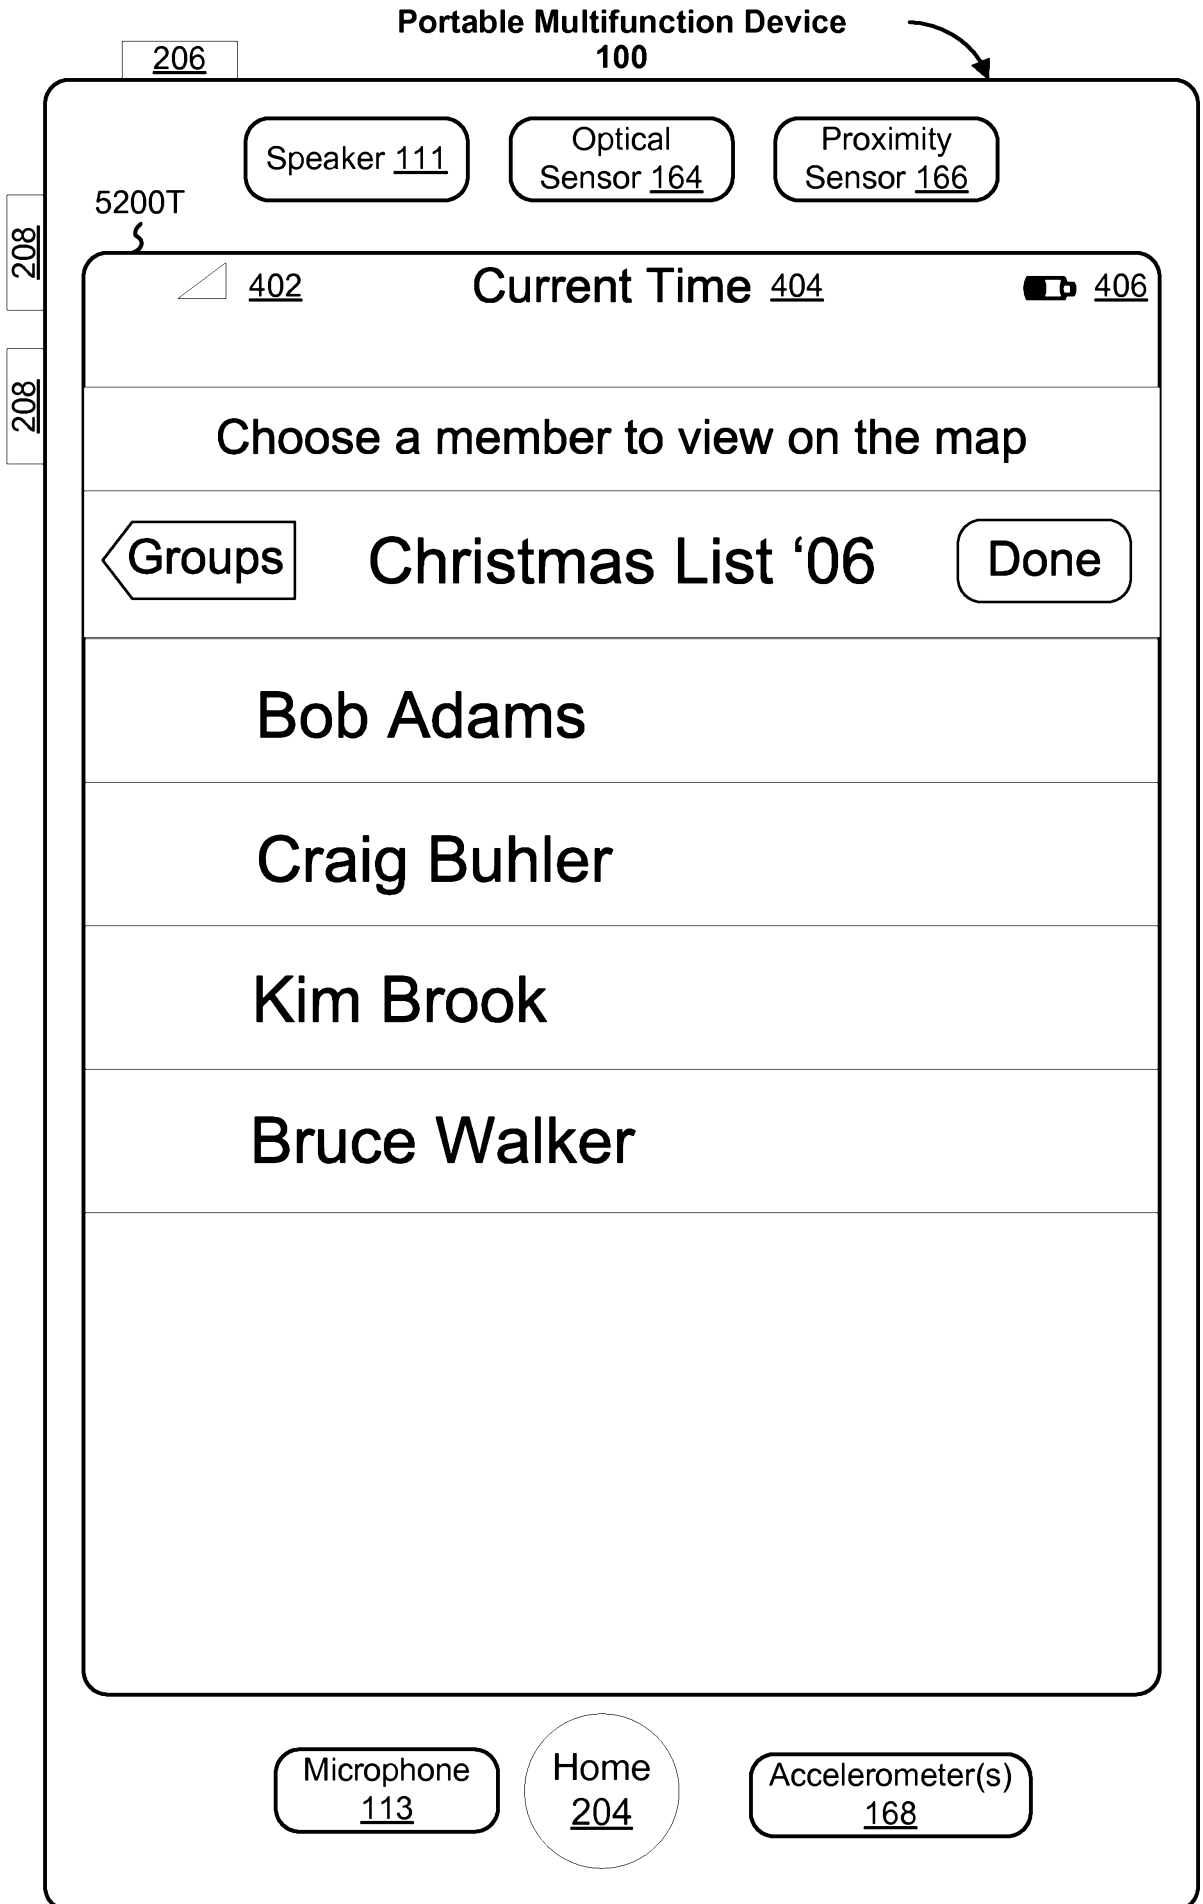 Portable Multifunction Device
100
206
Speaker 111
Optical
Sensor 164
Proximity
Sensor 166
5200T
208
208
402
Current Time 404
406
Choose a member to view on the map
Groups
Christmas List ‘06
Done
Bob Adams
Craig Buhler
Kim Brook
Bruce Walker
Microphone
113
Home
204
Accelerometer(s)
168